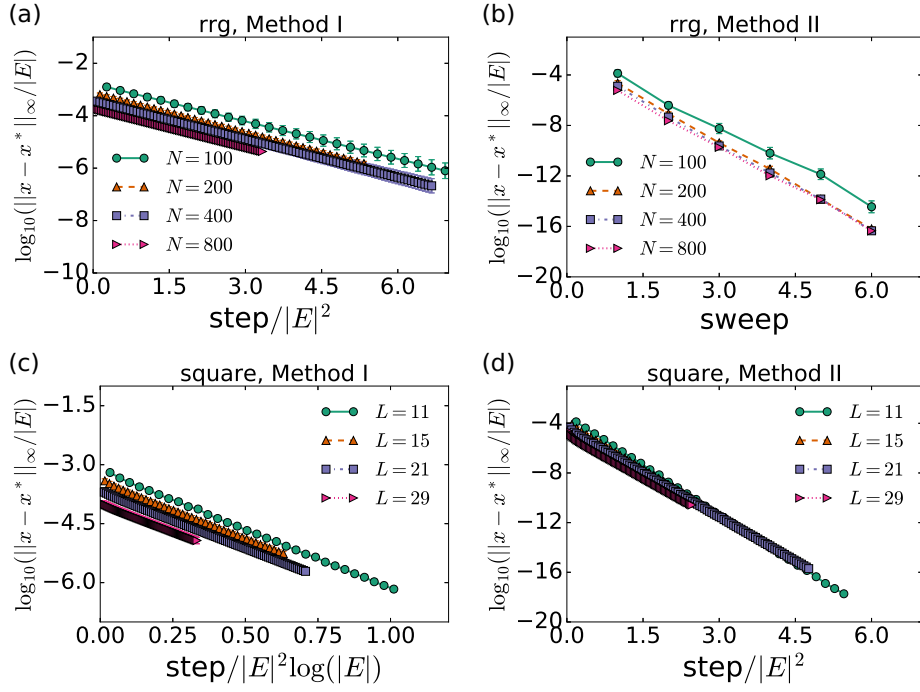 (a)
rrg, Method I
log₁₀(||x − x*||∞/|E|)
−2
−4
−6
−8
−10
N = 100
N = 200
N = 400
N = 800
0.0 1.5 3.0 4.5 6.0
step/|E|²
(b)
rrg, Method II
log₁₀(||x − x*||∞/|E|)
−4
−8
−12
−16
−20
N = 100
N = 200
N = 400
N = 800
0.0 1.5 3.0 4.5 6.0
sweep
(c)
square, Method I
log₁₀(||x − x*||∞/|E|)
−1.5
−3.0
−4.5
−6.0
L = 11
L = 15
L = 21
L = 29
0.00 0.25 0.50 0.75 1.00
step/|E|²log(|E|)
(d)
square, Method II
log₁₀(||x − x*||∞/|E|)
−4
−8
−12
−16
−20
L = 11
L = 15
L = 21
L = 29
0.0 1.5 3.0 4.5 6.0
step/|E|²